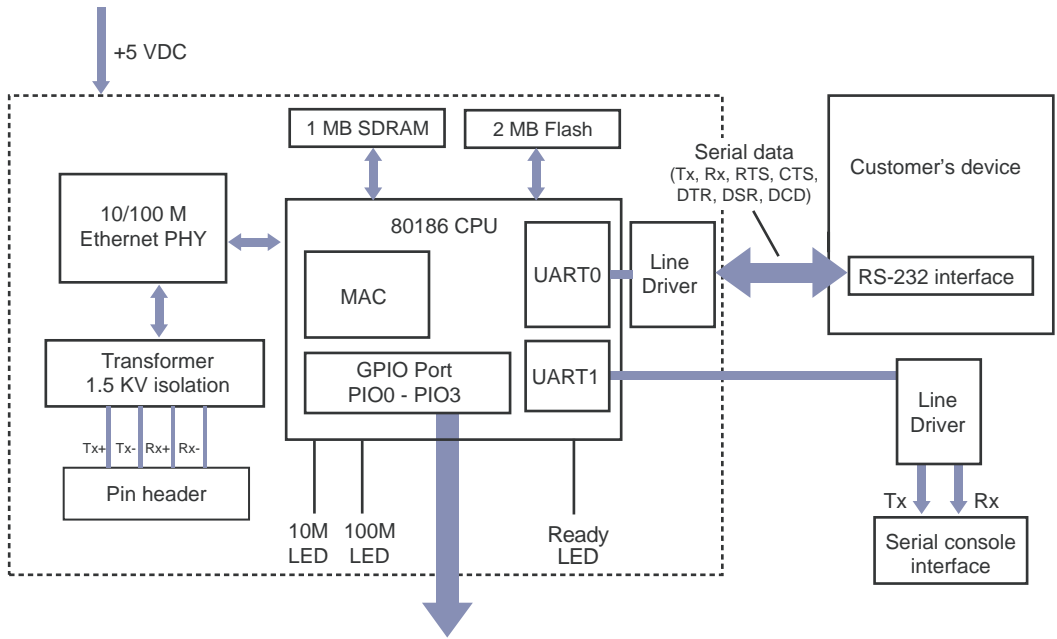 +5 VDC
1 MB SDRAM
2 MB Flash
Serial data
(Tx, Rx, RTS, CTS,
DTR, DSR, DCD)
Customer's device
10/100 M
Ethernet PHY
80186 CPU
MAC
UART0
Line
Driver
RS-232 interface
Transformer
1.5 KV isolation
GPIO Port
PIO0 - PIO3
UART1
Line
Driver
Tx+ Tx- Rx+ Rx-
Pin header
10M
LED
100M
LED
Ready
LED
Tx
Rx
Serial console
interface